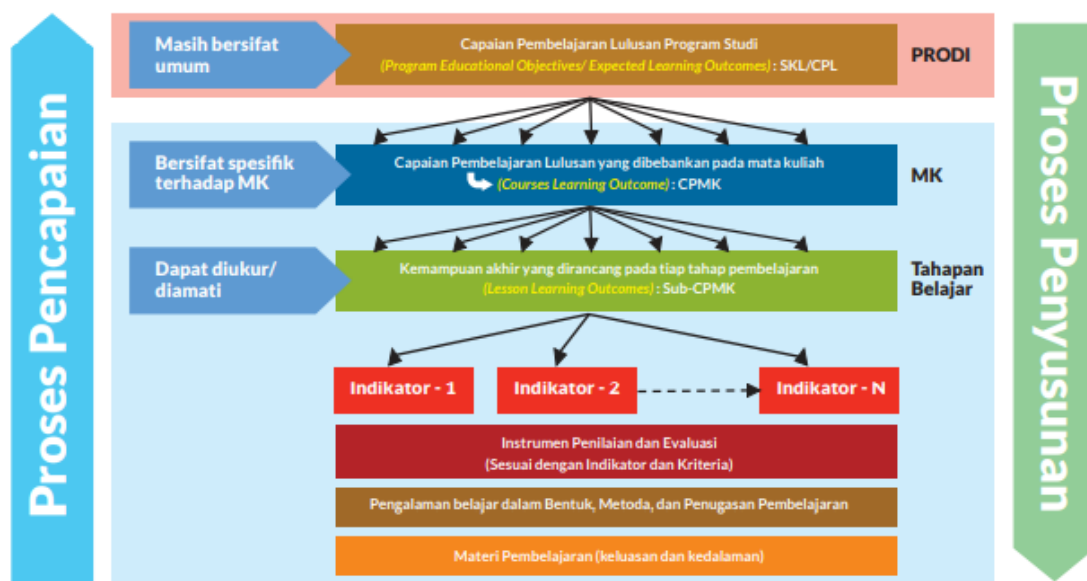 Proses Pencapaian
Masih bersifat
umum
Capaian Pembelajaran Lulusan Program Studi
(Program Educational Objectives/ Expected Learning Outcomes) : SKL/CPL
PRODI
Bersifat spesifik
terhadap MK
Capaian Pembelajaran Lulusan yang dibebankan pada mata kuliah
(Courses Learning Outcome) : CPMK
MK
Dapat diukur/
diamati
Kemampuan akhir yang dirancang pada tiap tahap pembelajaran
(Lesson Learning Outcomes) : Sub-CPMK
Tahapan
Belajar
Indikator - 1
Indikator - 2
Indikator - N
Instrumen Penilaian dan Evaluasi
(Sesuai dengan Indikator dan Kriteria)
Pengalaman belajar dalam Bentuk, Metoda, dan Penugasan Pembelajaran
Materi Pembelajaran (keluasan dan kedalaman)
Proses Penyusunan